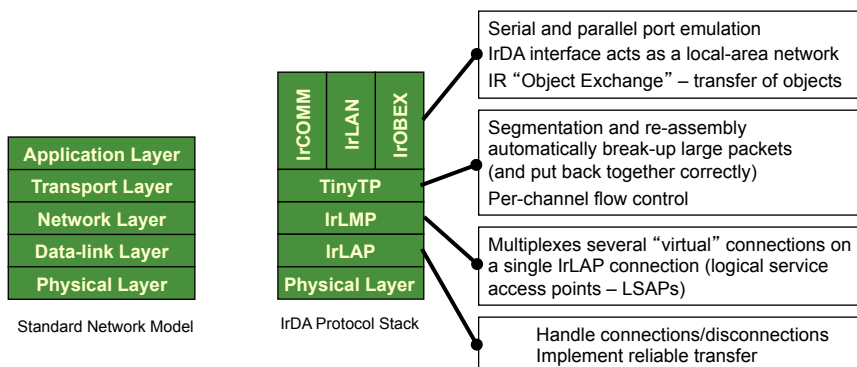 Application Layer
Transport Layer
Network Layer
Data-link Layer
Physical Layer
Standard Network Model
IrCOMM
IrLAN
IrOBEX
TinyTP
IrLMP
IrLAP
Physical Layer
IrDA Protocol Stack
Serial and parallel port emulation
IrDA interface acts as a local-area network
IR “Object Exchange” – transfer of objects
Segmentation and re-assembly
automatically break-up large packets
(and put back together correctly)
Per-channel flow control
Multiplexes several “virtual” connections on
a single IrLAP connection (logical service
access points – LSAPs)
Handle connections/disconnections
Implement reliable transfer